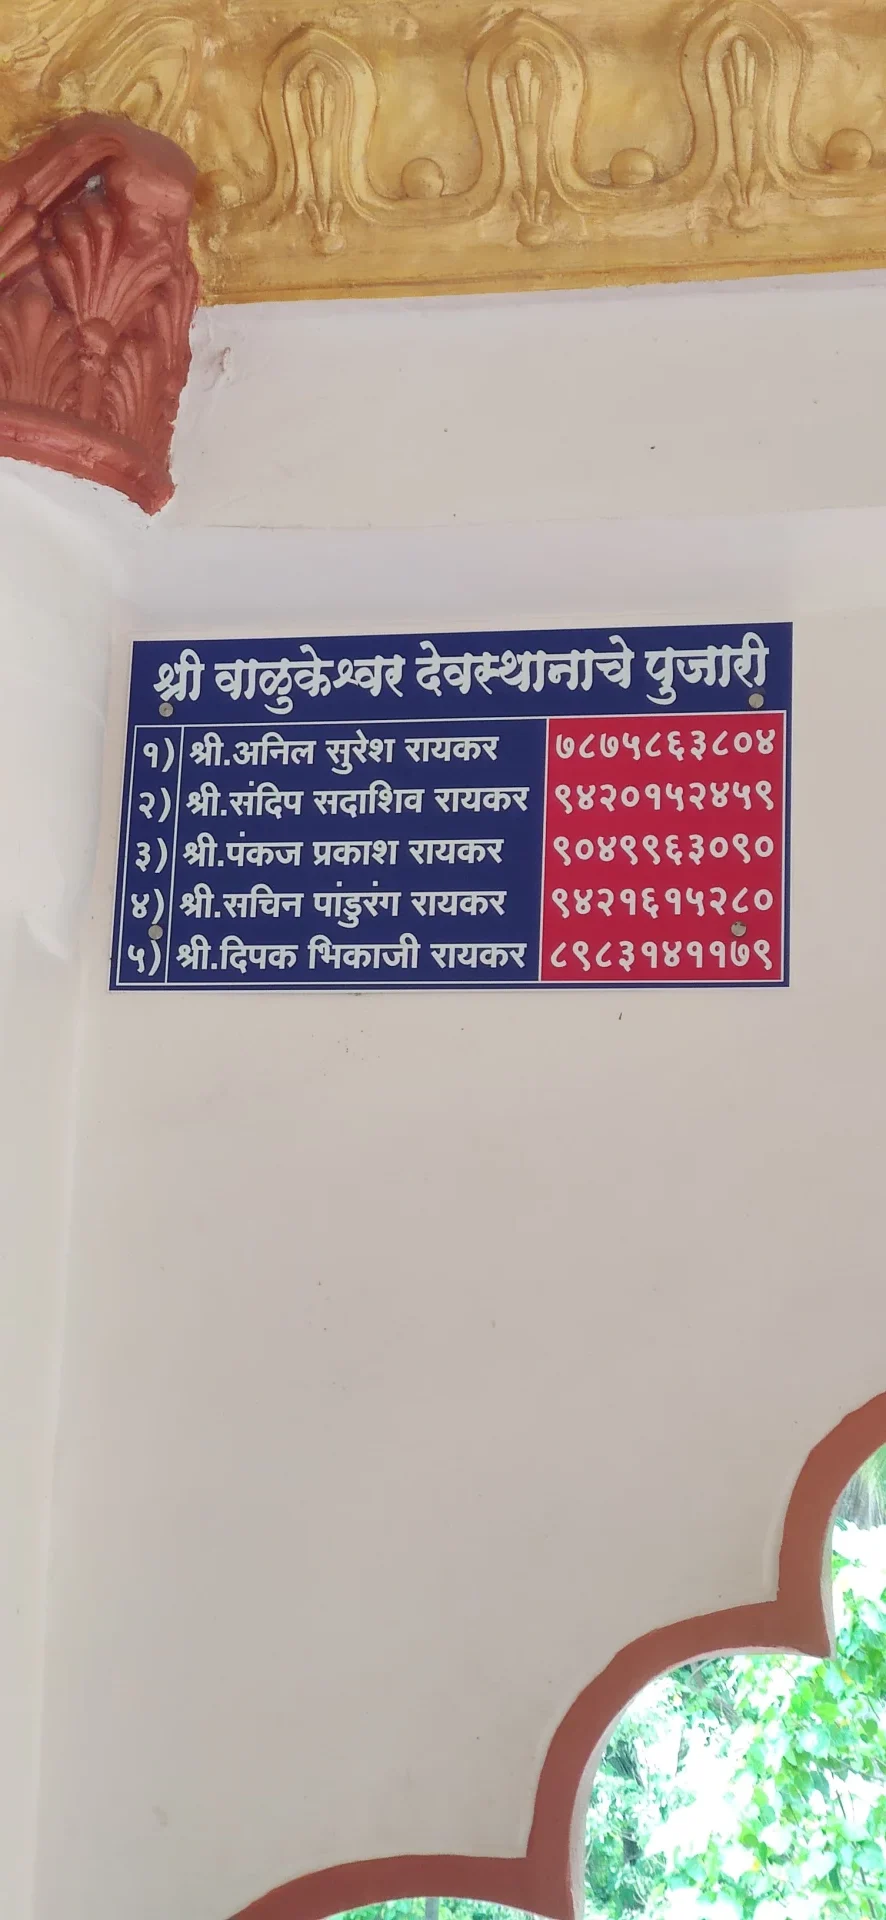 श्री वाळुकेश्वर देवस्थानाचे पुजारी
१) श्री.अनिल सुरेश रायकर ७८७५८६३८०४
२) श्री.संदिप सदाशिव रायकर ९४२०१५२४५९
३) श्री.पंकज प्रकाश रायकर ९०४९९६३०९०
४) श्री.सचिन पांडुरंग रायकर ९४२१६१५२८०
५) श्री.दिपक भिकाजी रायकर ८९८३१४११७९